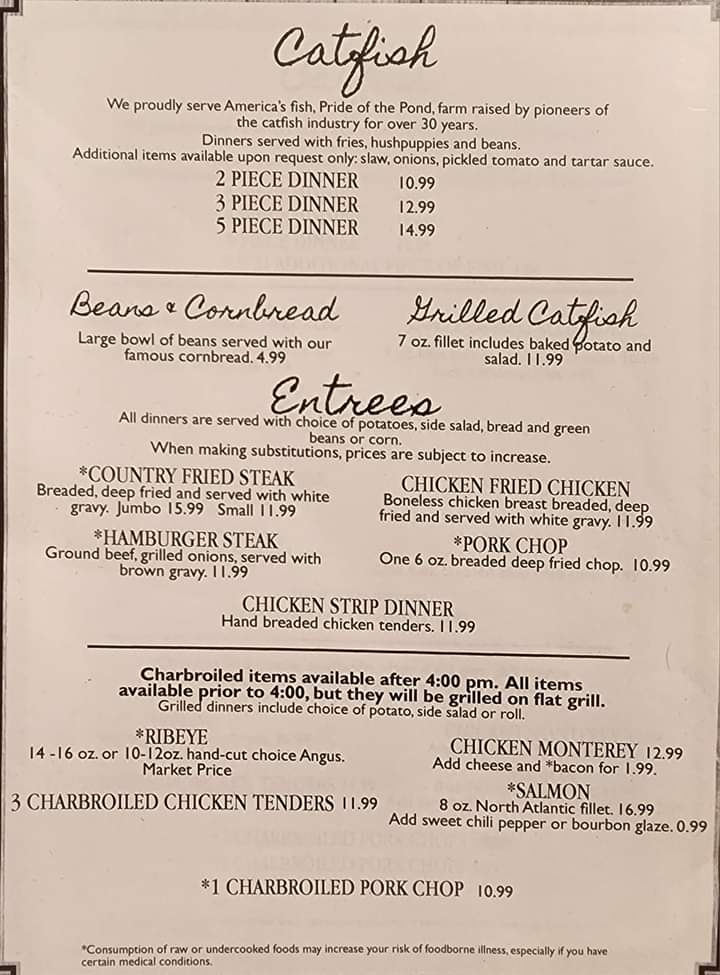 Catfish
We proudly serve America's fish, Pride of the Pond, farm raised by pioneers of
the catfish industry for over 30 years.
Dinners served with fries, hushpuppies and beans.
Additional items available upon request only: slaw, onions, pickled tomato and tartar sauce.
2 PIECE DINNER 10.99
3 PIECE DINNER 12.99
5 PIECE DINNER 14.99
Beans & Cornbread
Large bowl of beans served with our
famous cornbread. 4.99
Grilled Catfish
7 oz. fillet includes baked potato and
salad. 11.99
Entrees
All dinners are served with choice of potatoes, side salad, bread and green
beans or corn.
When making substitutions, prices are subject to increase.
*COUNTRY FRIED STEAK
Breaded, deep fried and served with white
gravy. Jumbo 15.99 Small 11.99
CHICKEN FRIED CHICKEN
Boneless chicken breast breaded, deep
fried and served with white gravy. 11.99
*HAMBURGER STEAK
Ground beef, grilled onions, served with
brown gravy. 11.99
*PORK CHOP
One 6 oz. breaded deep fried chop. 10.99
CHICKEN STRIP DINNER
Hand breaded chicken tenders. 11.99
Charbroiled items available after 4:00 pm. All items
available prior to 4:00, but they will be grilled on flat grill.
Grilled dinners include choice of potato, side salad or roll.
*RIBEYE
14 -16 oz. or 10-12oz. hand-cut choice Angus.
Market Price
CHICKEN MONTEREY 12.99
Add cheese and *bacon for 1.99.
3 CHARBROILED CHICKEN TENDERS 11.99
*SALMON
8 oz. North Atlantic fillet. 16.99
Add sweet chili pepper or bourbon glaze. 0.99
*1 CHARBROILED PORK CHOP 10.99
*Consumption of raw or undercooked foods may increase your risk of foodborne illness, especially if you have
certain medical conditions.